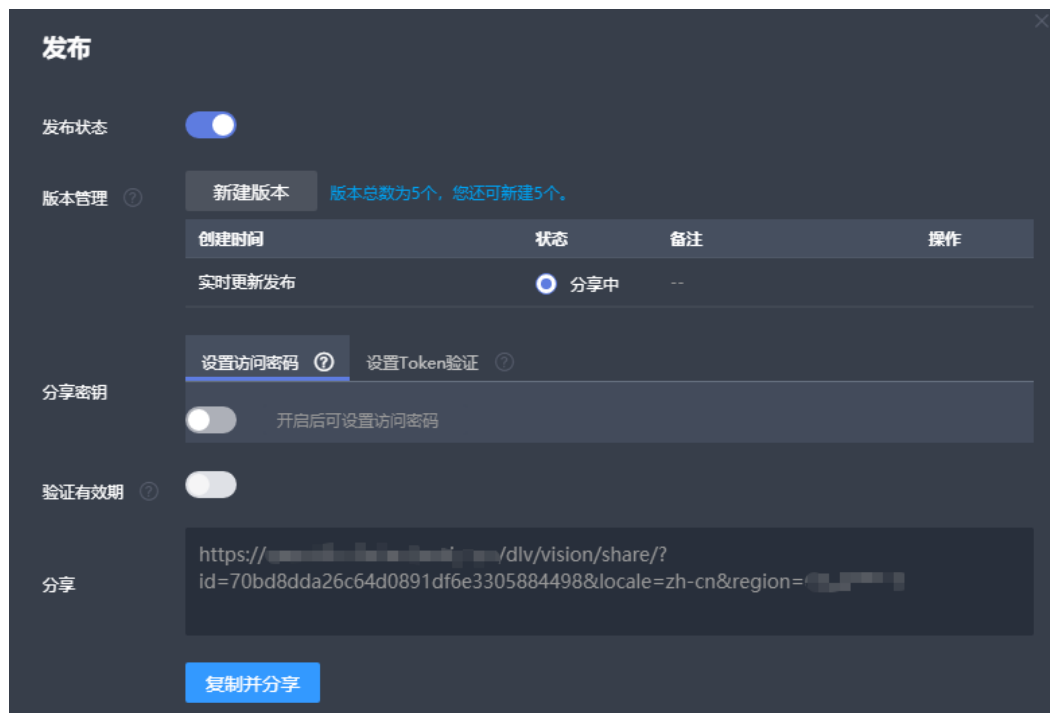 发布
发布状态
版本管理 ? 新建版本 版本总数为5个，您还可新建5个。
创建时间 状态 备注 操作
实时更新发布 分享中 --
设置访问密码 ? 设置Token验证 ?
分享密钥
开启后可设置访问密码
验证有效期 ?
https:// /dlv/vision/share/?
id=70bd8dda26c64d0891df6e3305884498&locale=zh-cn&region=
分享
复制并分享